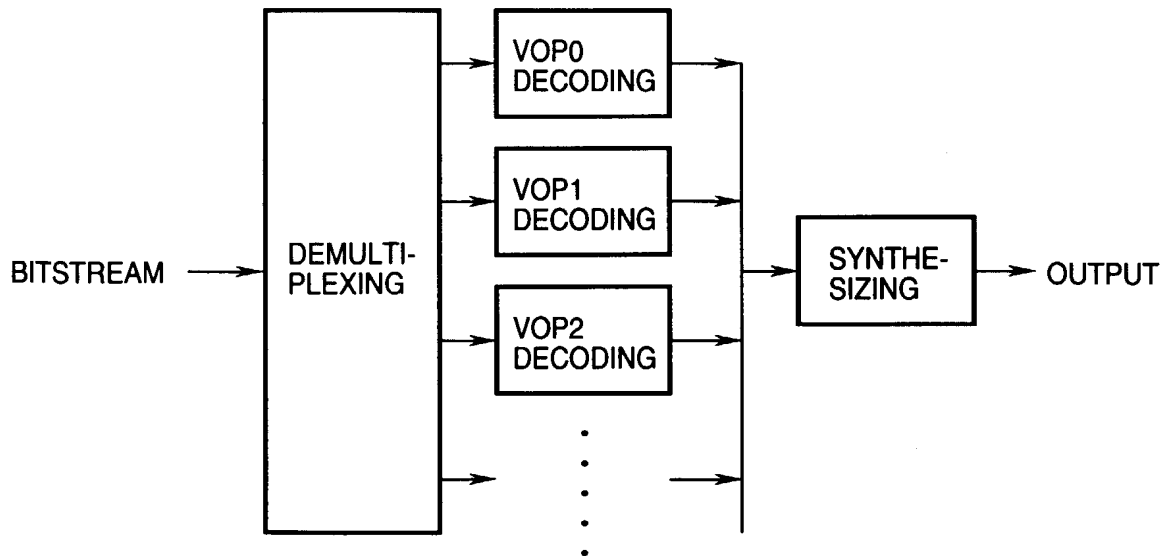 VOP0
DECODING
VOP1
DECODING
BITSTREAM
DEMULTI-
PLEXING
VOP2
DECODING
SYNTHE-
SIZING
OUTPUT